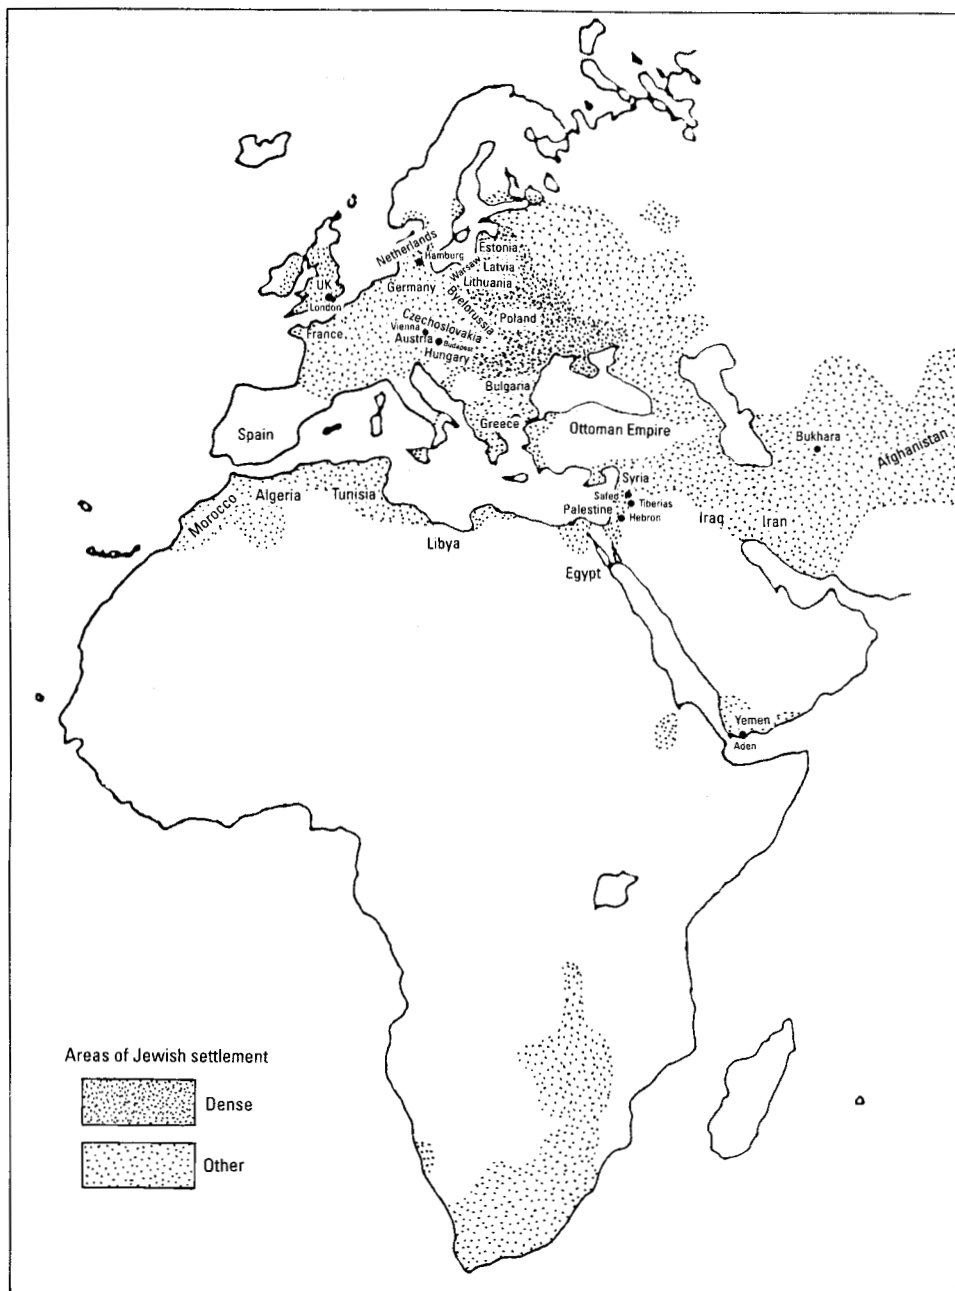 Netherlands
Hamburg
Estonia
Warsaw
Latvia
Lithuania
UK
London
Germany
Byelorussia
Poland
France
Czechoslovakia
Vienna
Austria
Budapest
Hungary
Bulgaria
Spain
Greece
Ottoman Empire
Bukhara
Afghanistan
Morocco
Algeria
Tunisia
Syria
Safed
Tiberias
Palestine
Hebron
Iraq
Iran
Libya
Egypt
Yemen
Aden
Areas of Jewish settlement
Dense
Other